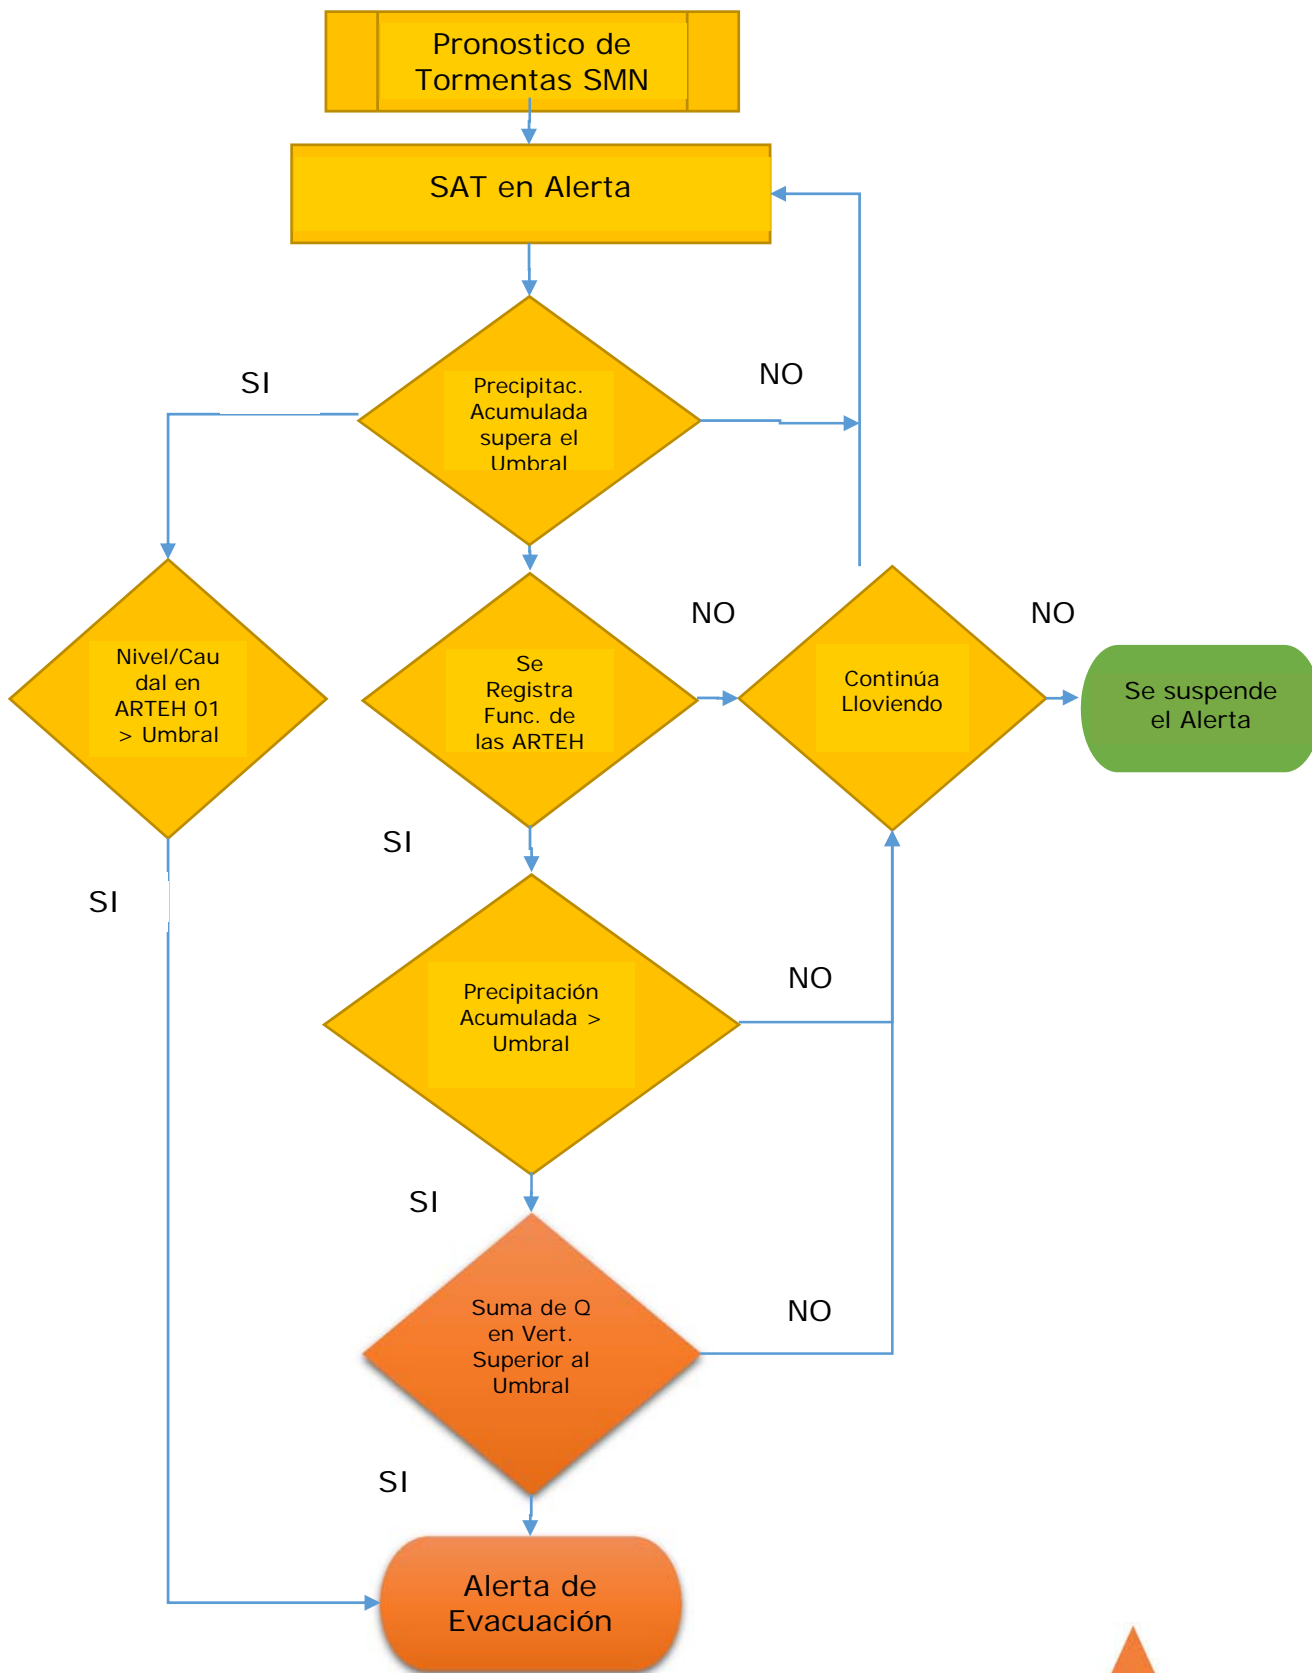 Pronostico de
Tormentas SMN
SAT en Alerta
SI
NO
Precipitac.
Acumulada
supera el
Umbral
Nivel/Cau
dal en
ARTEH 01
> Umbral
Se
Registra
Func. de
las ARTEH
NO
Continúa
Lloviendo
NO
Se suspende
el Alerta
SI
SI
Precipitación
Acumulada >
Umbral
NO
SI
Suma de Q
en Vert.
Superior al
Umbral
NO
SI
Alerta de
Evacuación